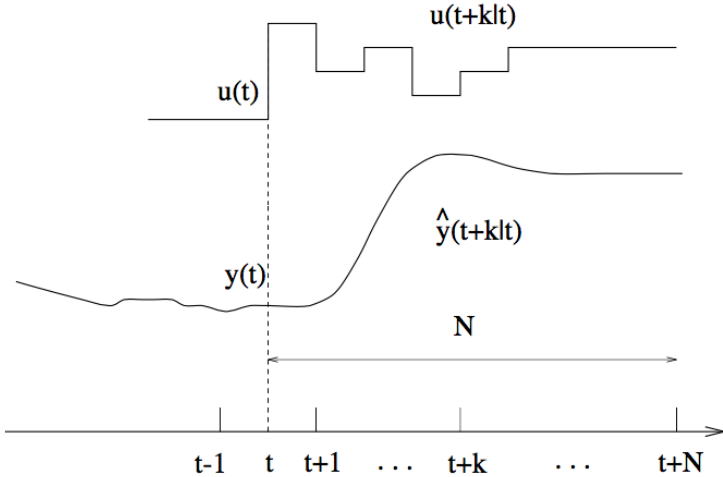 u(t+k|t)
u(t)
ŷ(t+k|t)
y(t)
N
t-1 t t+1 . . . t+k . . . t+N